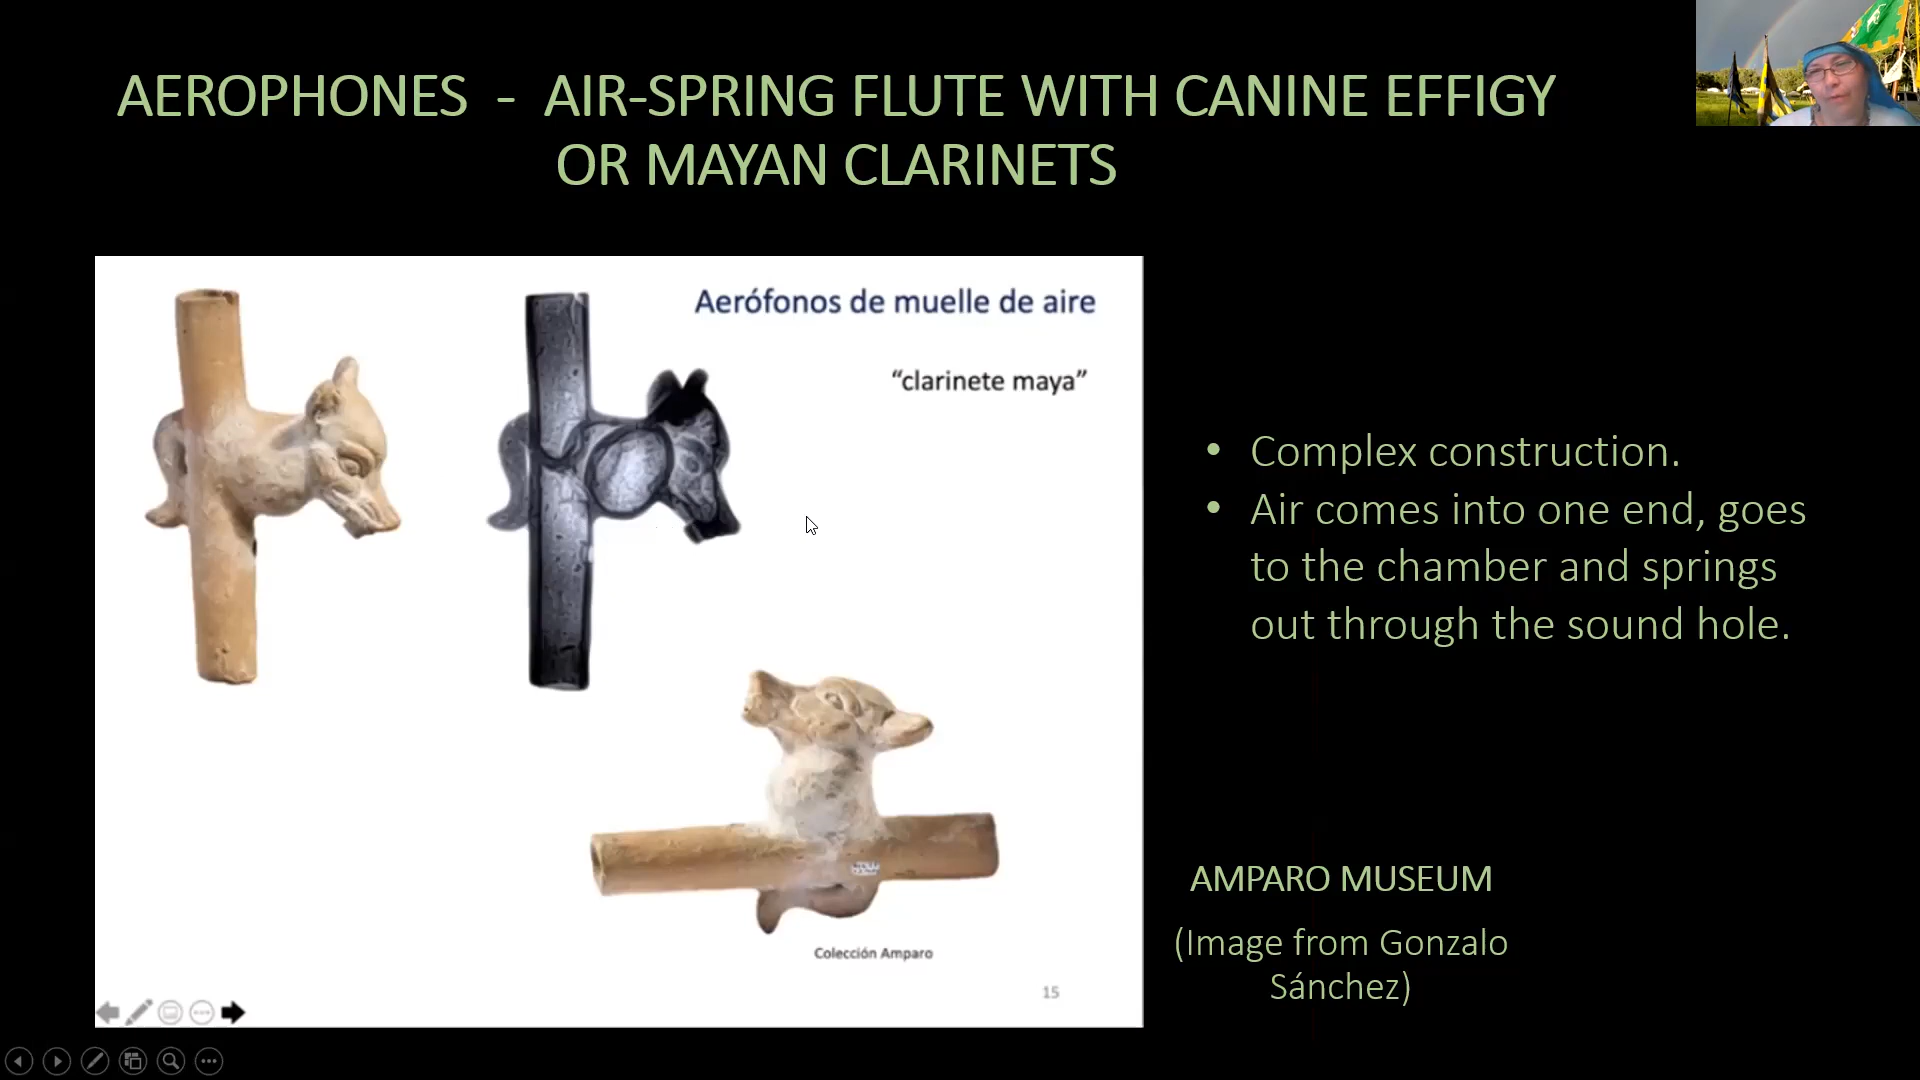 AEROPHONES - AIR-SPRING FLUTE WITH CANINE EFFIGY
OR MAYAN CLARINETS
Aerófonos de muelle de aire
“clarinete maya”
• Complex construction.
• Air comes into one end, goes
to the chamber and springs
out through the sound hole.
AMPARO MUSEUM
(Image from Gonzalo
Sánchez)
Colección Amparo
15